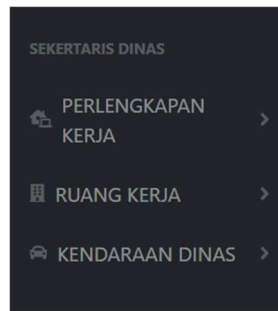 SEKERTARIS DINAS
PERLENGKAPAN
KERJA
RUANG KERJA
KENDARAAN DINAS